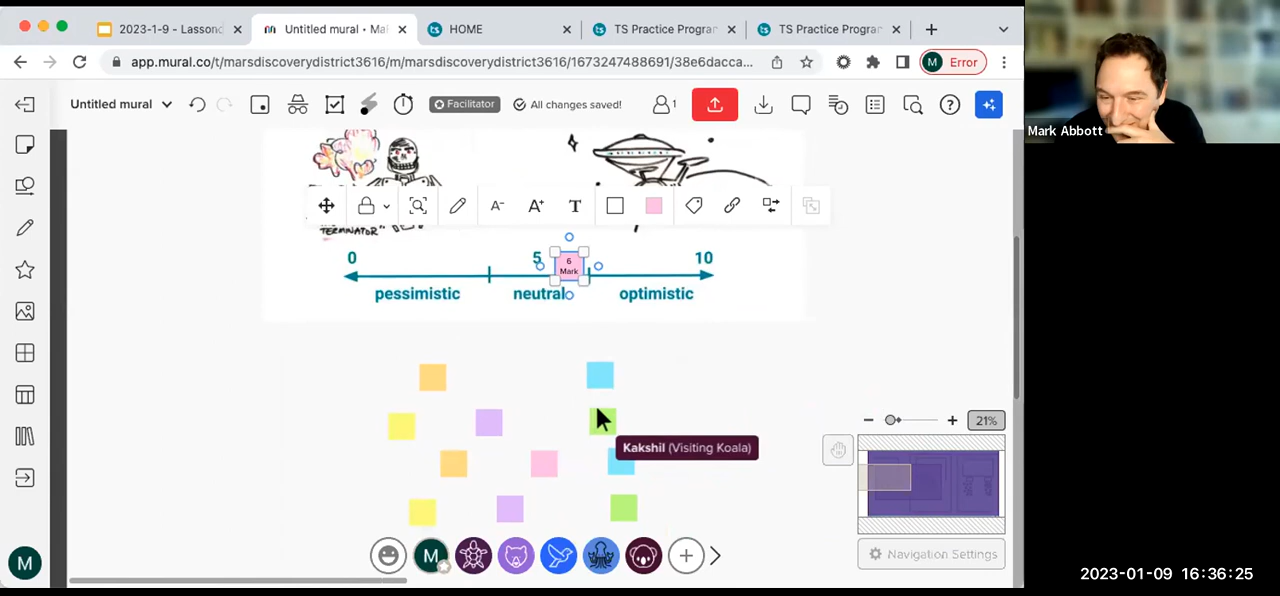 2023-1-9 - Lassond
Untitled mural • Mu
HOME
TS Practice Program
TS Practice Program
app.mural.co/t/marsdiscoverydistrict3616/m/marsdiscoverydistrict3616/1673247488691/38e6dacca...
M
Error
Untitled mural
Facilitator
All changes saved!
1
Mark Abbott
A-
A+
T
TERMINATOR"
0
5
10
6
Mark
pessimistic
neutral
optimistic
21%
Kakshil (Visiting Koala)
M
M
Navigation Settings
2023-01-09 16:36:25